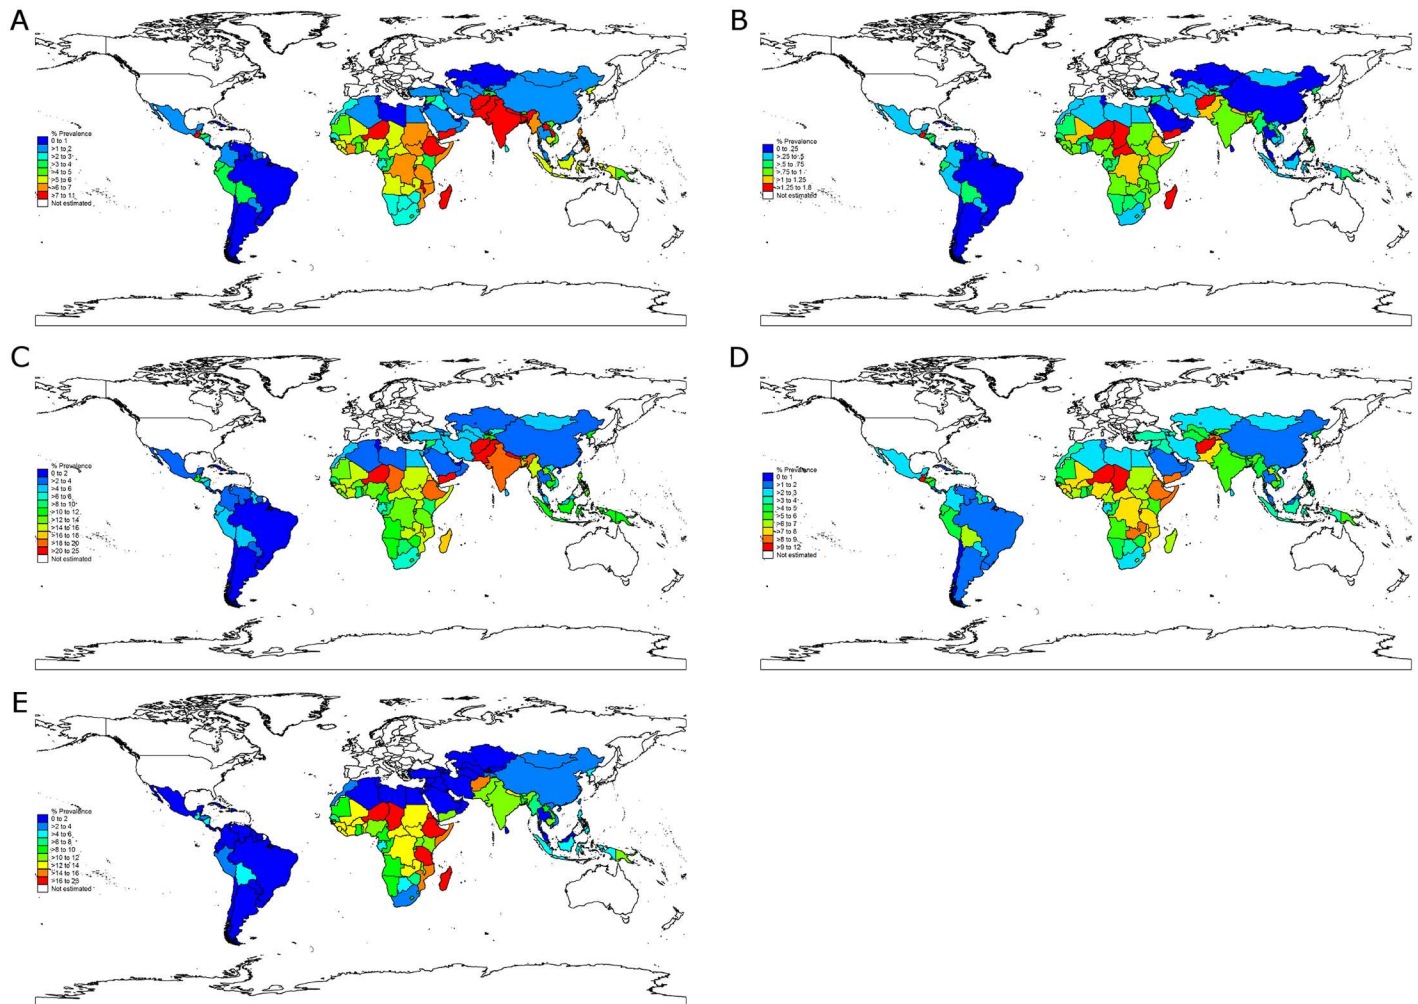 A
% Prevalence
0 to 1
>1 to 2
>2 to 3
>3 to 4
>4 to 5
>5 to 6
>6 to 7
>7 to 11
Not estimated
B
% Prevalence
0 to .25
>.25 to .5
>.5 to .75
>.75 to 1
>1 to 1.25
>1.25 to 1.8
Not estimated
C
% Prevalence
0 to 2
>2 to 4
>4 to 6
>6 to 8
>8 to 10
>10 to 12
>12 to 14
>14 to 16
>16 to 18
>18 to 20
>20 to 25
Not estimated
D
% Prevalence
0 to 1
>1 to 2
>2 to 3
>3 to 4
>4 to 5
>5 to 6
>6 to 7
>7 to 8
>8 to 9
>9 to 12
Not estimated
E
% Prevalence
0 to 2
>2 to 4
>4 to 6
>6 to 8
>8 to 10
>10 to 12
>12 to 14
>14 to 16
>16 to 23
Not estimated